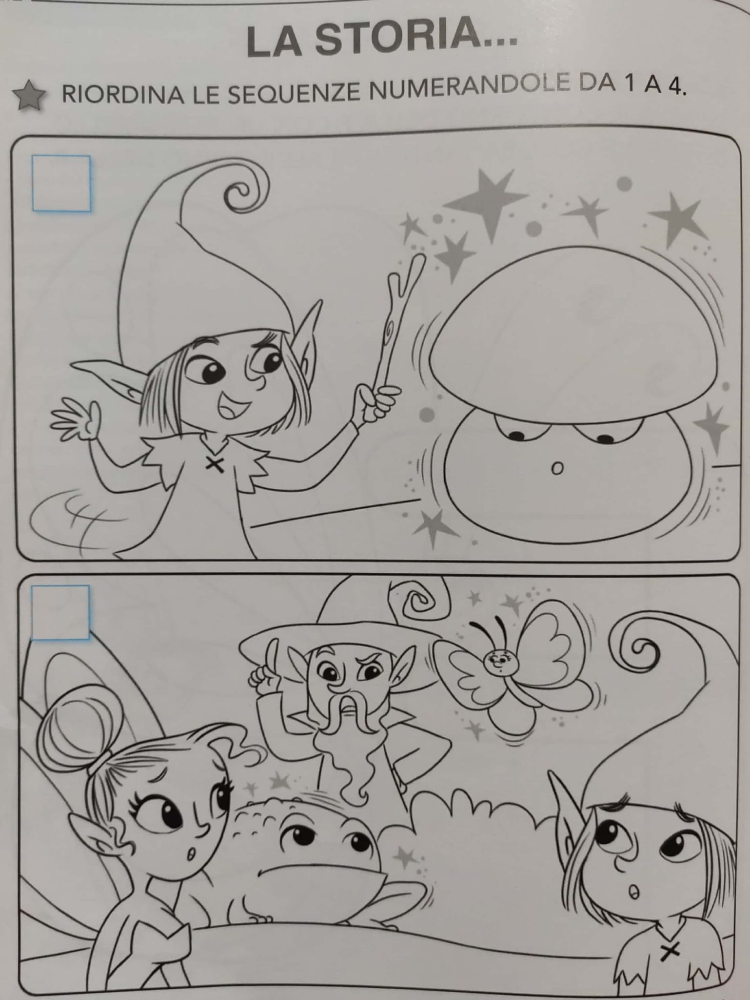 LA STORIA...
RIORDINA LE SEQUENZE NUMERANDOLE DA 1 A 4.